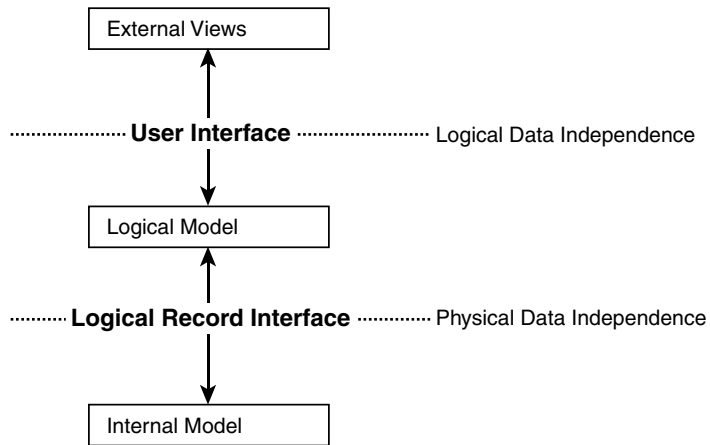 External Views
User Interface
Logical Data Independence
Logical Model
Logical Record Interface
Physical Data Independence
Internal Model